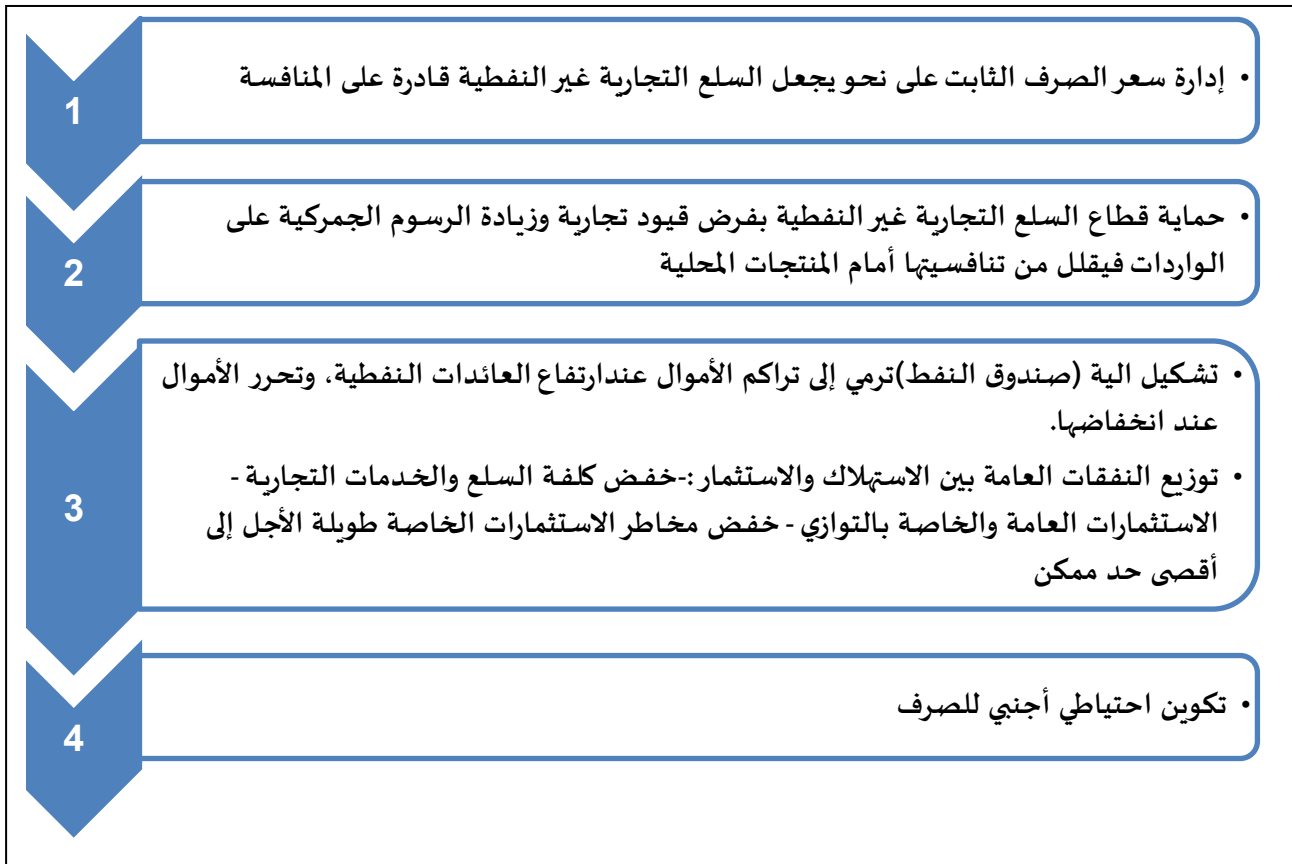 1
• إدارة سعر الصرف الثابت على نحو يجعل السلع التجارية غير النفطية قادرة على المنافسة
2
• حماية قطاع السلع التجارية غير النفطية بفرض قيود تجارية وزيادة الرسوم الجمركية على
الواردات فيقلل من تنافسيتها أمام المنتجات المحلية
3
• تشكيل الية (صندوق النفط)ترمي إلى تراكم الأموال عندارتفاع العائدات النفطية، وتحرر الأموال
عند انخفاضها.
• توزيع النفقات العامة بين الاستهلاك والاستثمار :-خفض كلفة السلع والخدمات التجارية -
الاستثمارات العامة والخاصة بالتوازي - خفض مخاطر الاستثمارات الخاصة طويلة الأجل إلى
أقصى حد ممكن
4
• تكوين احتياطي أجنبي للصرف